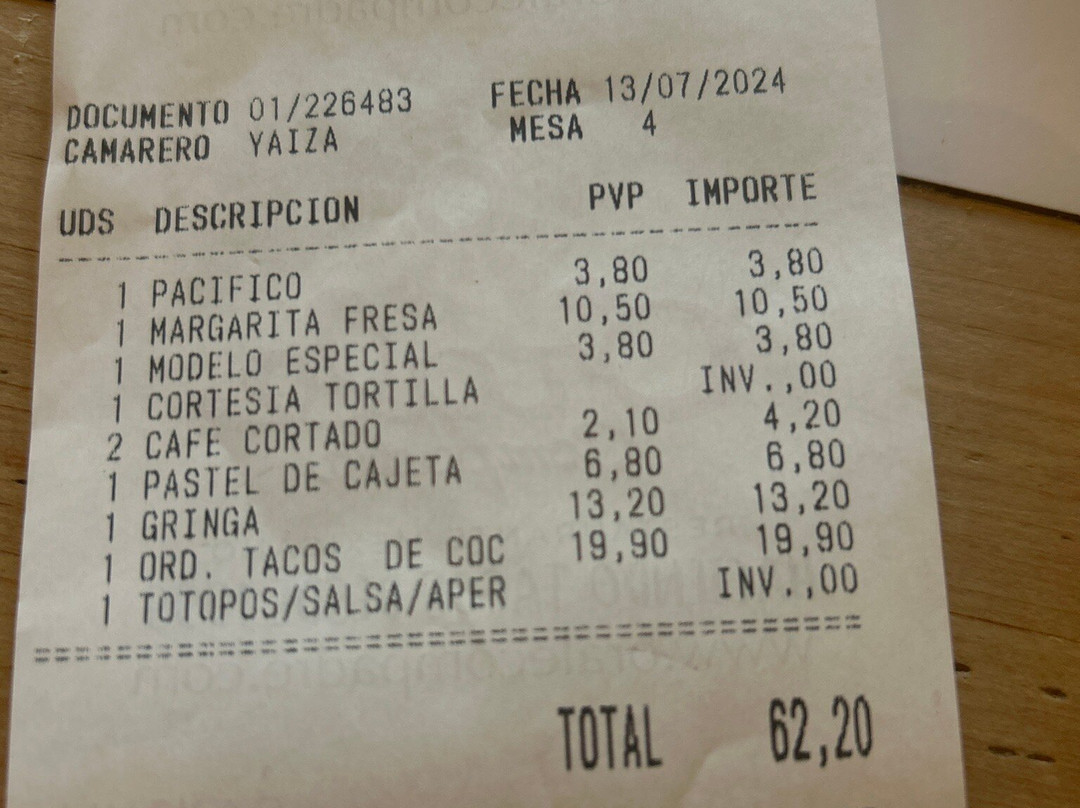 DOCUMENTO 01/226483 FECHA 13/07/2024
CAMARERO YAIZA MESA 4
UDS DESCRIPCION PVP IMPORTE
1 PACIFICO 3,80 3,80
1 MARGARITA FRESA 10,50 10,50
1 MODELO ESPECIAL 3,80 3,80
1 CORTESIA TORTILLA INV.,00
2 CAFE CORTADO 2,10 4,20
1 PASTEL DE CAJETA 6,80 6,80
1 GRINGA 13,20 13,20
1 ORD. TACOS DE COC 19,90 19,90
1 TOTOPOS/SALSA/APER INV.,00
TOTAL 62,20